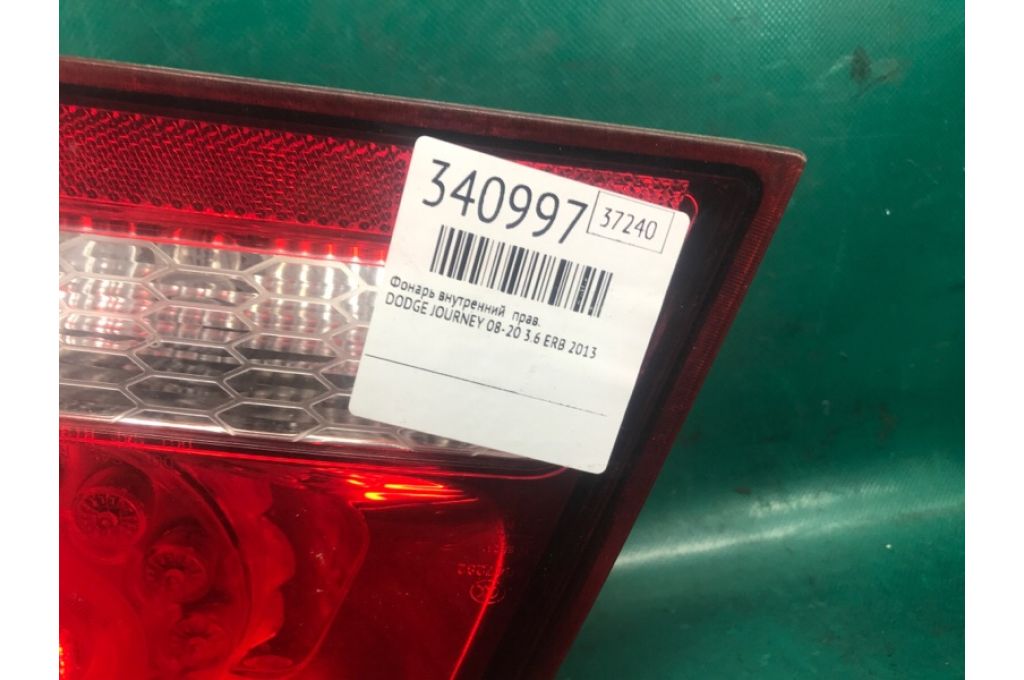 340997
37240
Фонарь внутренний прав.
DODGE JOURNEY 08-20 3.6 ERB 2013